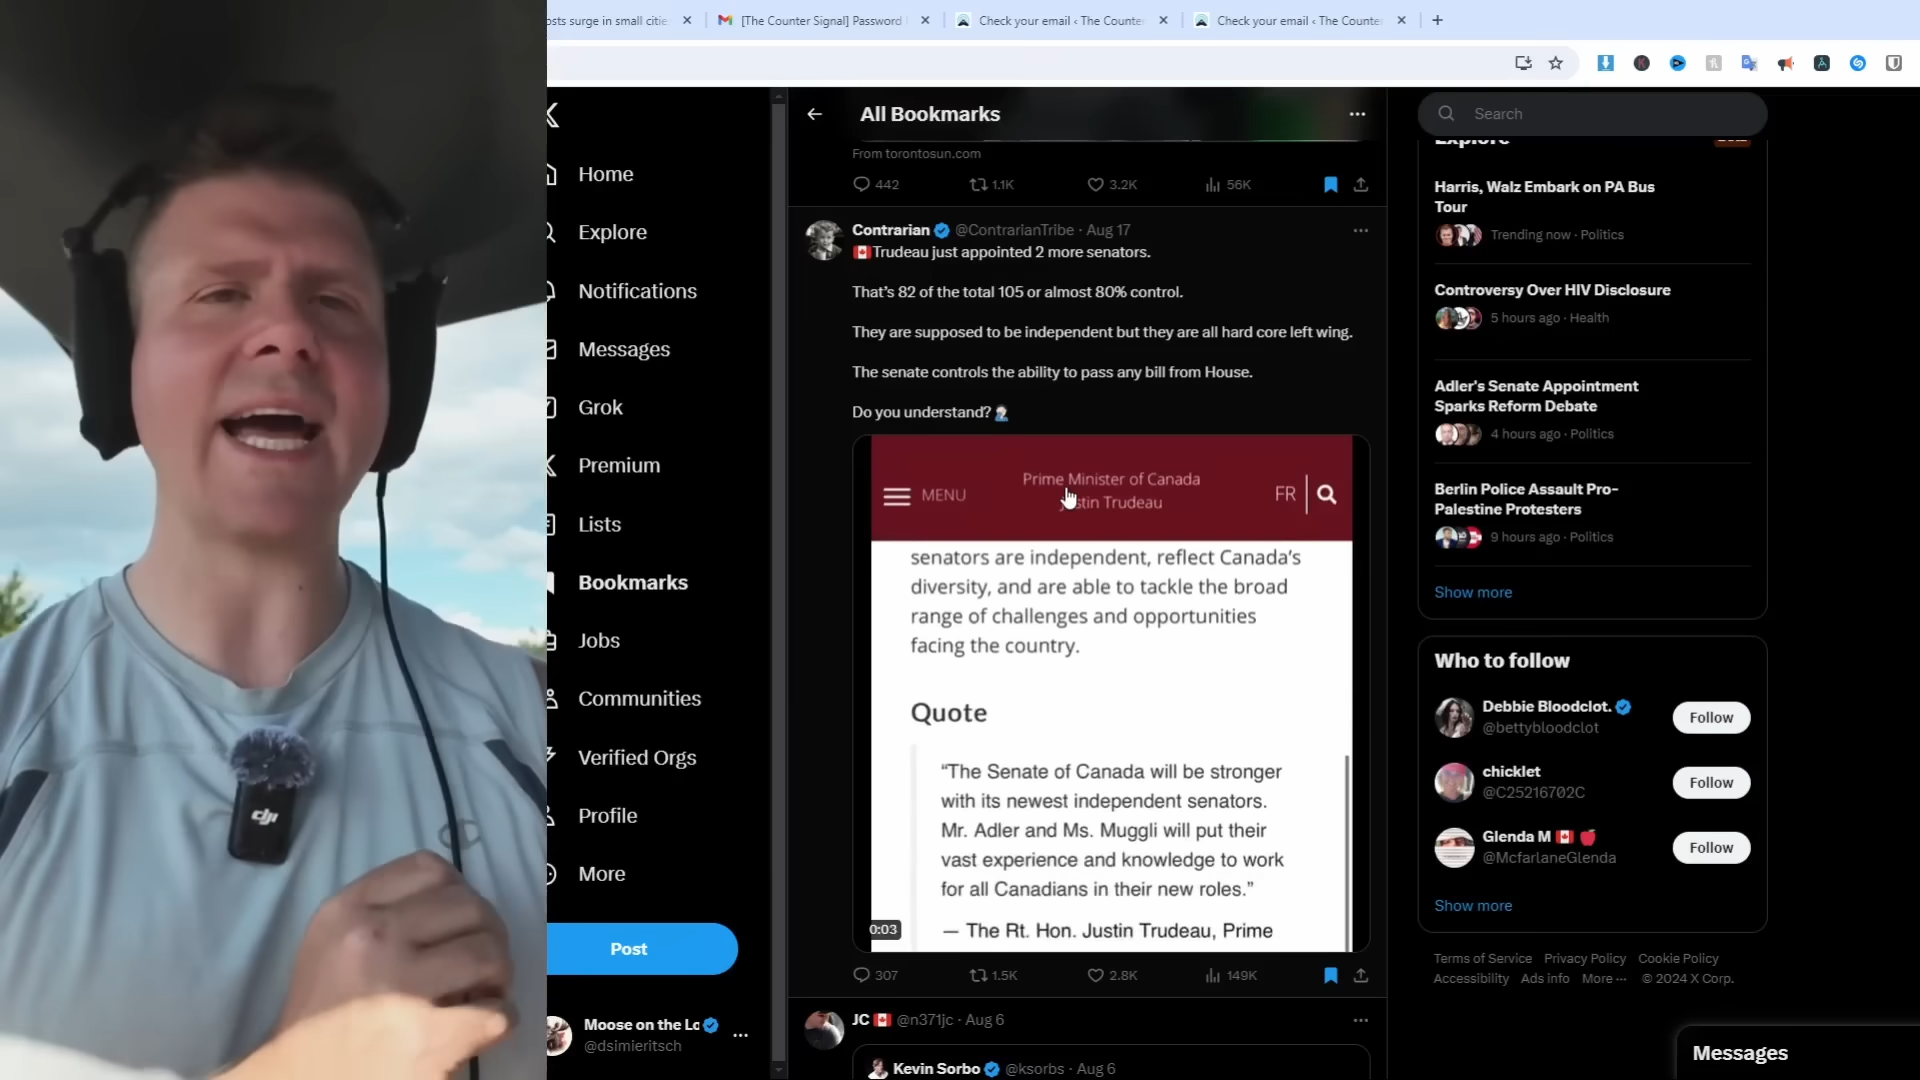 osts surge in small citie
[The Counter Signal] Password
Check your email ‹ The Counte
Check your email ‹ The Counte
Home
Explore
Notifications
Messages
Grok
Premium
Lists
Bookmarks
Jobs
Communities
Verified Orgs
Profile
More
Post
Moose on the Lo
@dsimieritsch
dji
All Bookmarks
From torontosun.com
442 1.1K 3.2K 56K
Contrarian @ContrarianTribe · Aug 17
Trudeau just appointed 2 more senators.
That's 82 of the total 105 or almost 80% control.
They are supposed to be independent but they are all hard core left wing.
The senate controls the ability to pass any bill from House.
Do you understand?
MENU
Prime Minister of Canada
Justin Trudeau
FR
senators are independent, reflect Canada's
diversity, and are able to tackle the broad
range of challenges and opportunities
facing the country.
Quote
“The Senate of Canada will be stronger
with its newest independent senators.
Mr. Adler and Ms. Muggli will put their
vast experience and knowledge to work
for all Canadians in their new roles.”
— The Rt. Hon. Justin Trudeau, Prime
0:03
307 1.5K 2.8K 149K
JC @n371jc · Aug 6
Kevin Sorbo @ksorbs · Aug 6
Search
Explore
Harris, Walz Embark on PA Bus
Tour
Trending now · Politics
Controversy Over HIV Disclosure
5 hours ago · Health
Adler's Senate Appointment
Sparks Reform Debate
4 hours ago · Politics
Berlin Police Assault Pro-
Palestine Protesters
9 hours ago · Politics
Show more
Who to follow
Debbie Bloodclot.
@bettybloodclot
Follow
chicklet
@C25216702C
Follow
Glenda M
@McfarlaneGlenda
Follow
Show more
Terms of Service Privacy Policy Cookie Policy
Accessibility Ads info More ··· © 2024 X Corp.
Messages